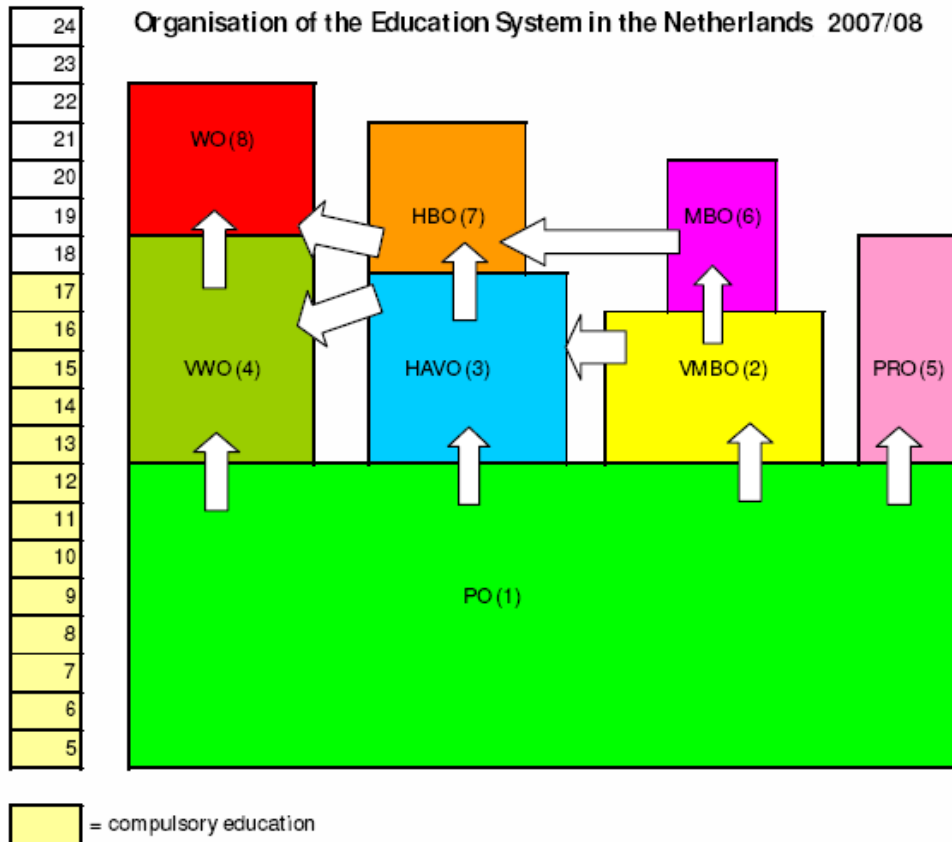 Organisation of the Education System in the Netherlands 2007/08
24
23
22
21
20
19
18
17
16
15
14
13
12
11
10
9
8
7
6
5
WO (8)
HBO (7)
MBO (6)
VWO (4)
HAVO (3)
VMBO (2)
PRO (5)
PO (1)
= compulsory education